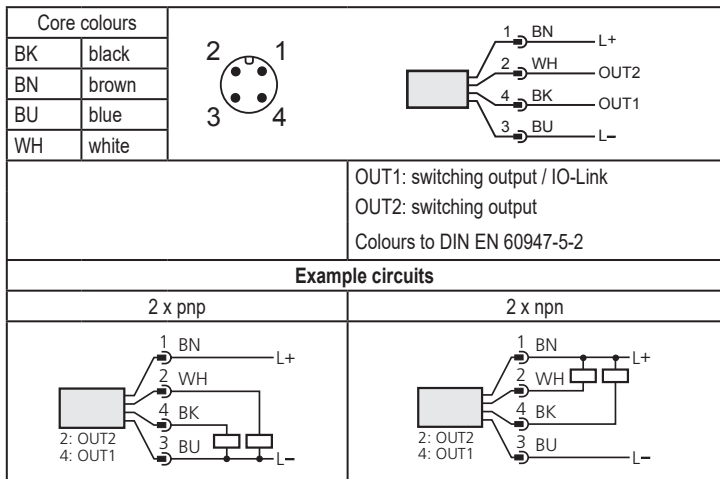 Core colours
BK black
BN brown
BU blue
WH white
2 1
3 4
1 BN L+
2 WH OUT2
4 BK OUT1
3 BU L–
OUT1: switching output / IO-Link
OUT2: switching output
Colours to DIN EN 60947-5-2
Example circuits
2 x pnp
2 x npn
1 BN L+
2 WH
4 BK
3 BU L–
2: OUT2
4: OUT1
1 BN L+
2 WH
4 BK
3 BU L–
2: OUT2
4: OUT1